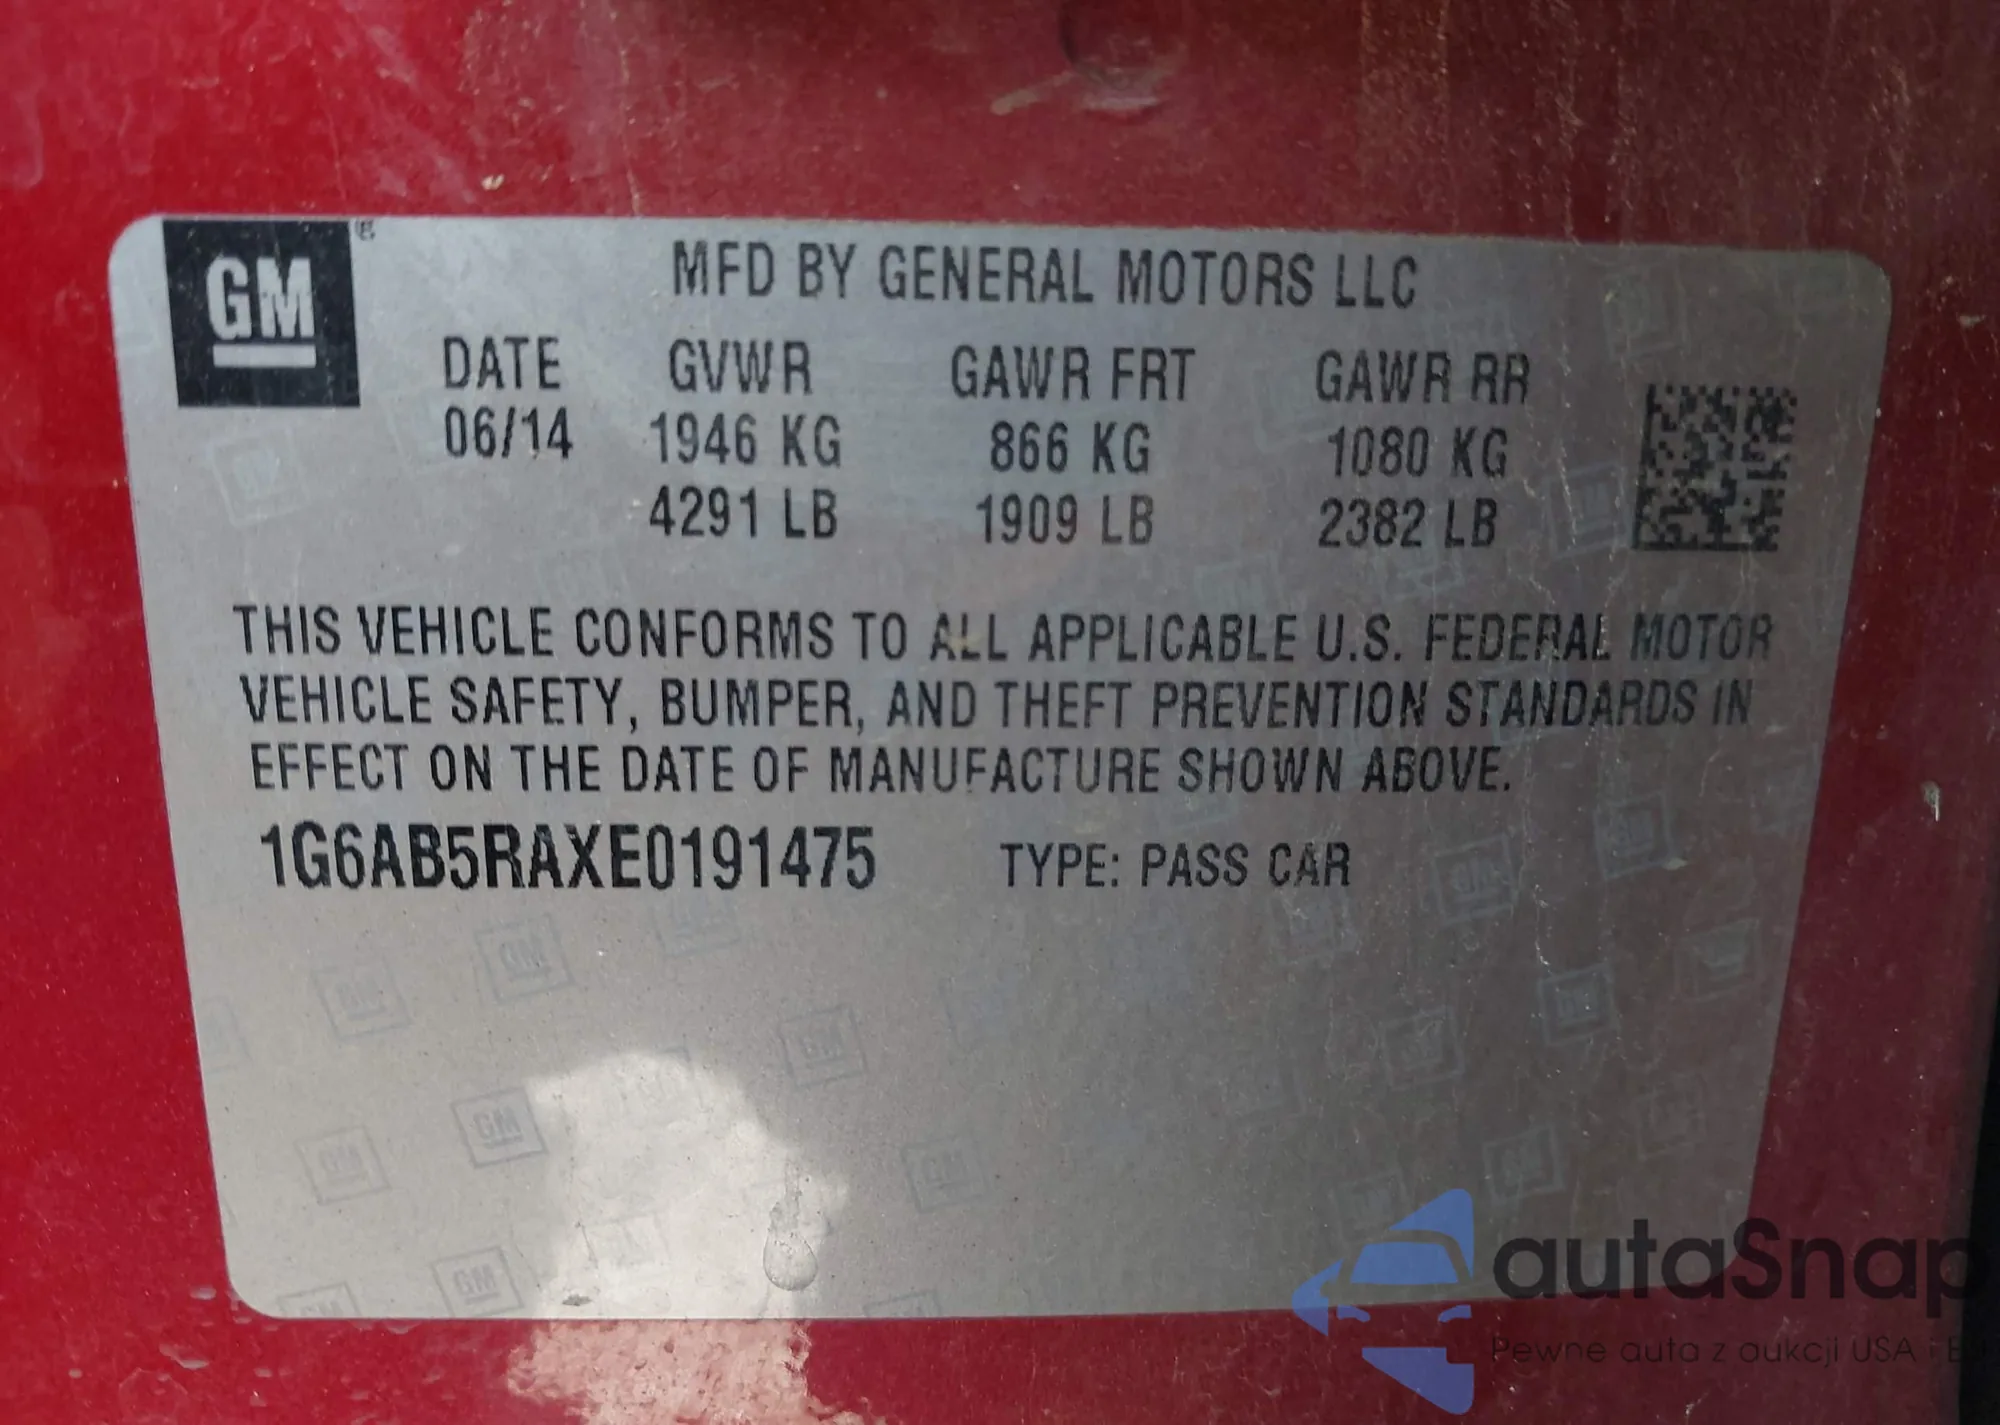 GM®
MFD BY GENERAL MOTORS LLC
DATE GVWR GAWR FRT GAWR RR
06/14 1946 KG 866 KG 1080 KG
4291 LB 1909 LB 2382 LB
THIS VEHICLE CONFORMS TO ALL APPLICABLE U.S. FEDERAL MOTOR
VEHICLE SAFETY, BUMPER, AND THEFT PREVENTION STANDARDS IN
EFFECT ON THE DATE OF MANUFACTURE SHOWN ABOVE.
1G6AB5RAXE0191475 TYPE: PASS CAR
autaSnap
Pewne auta z aukcji USA i EU